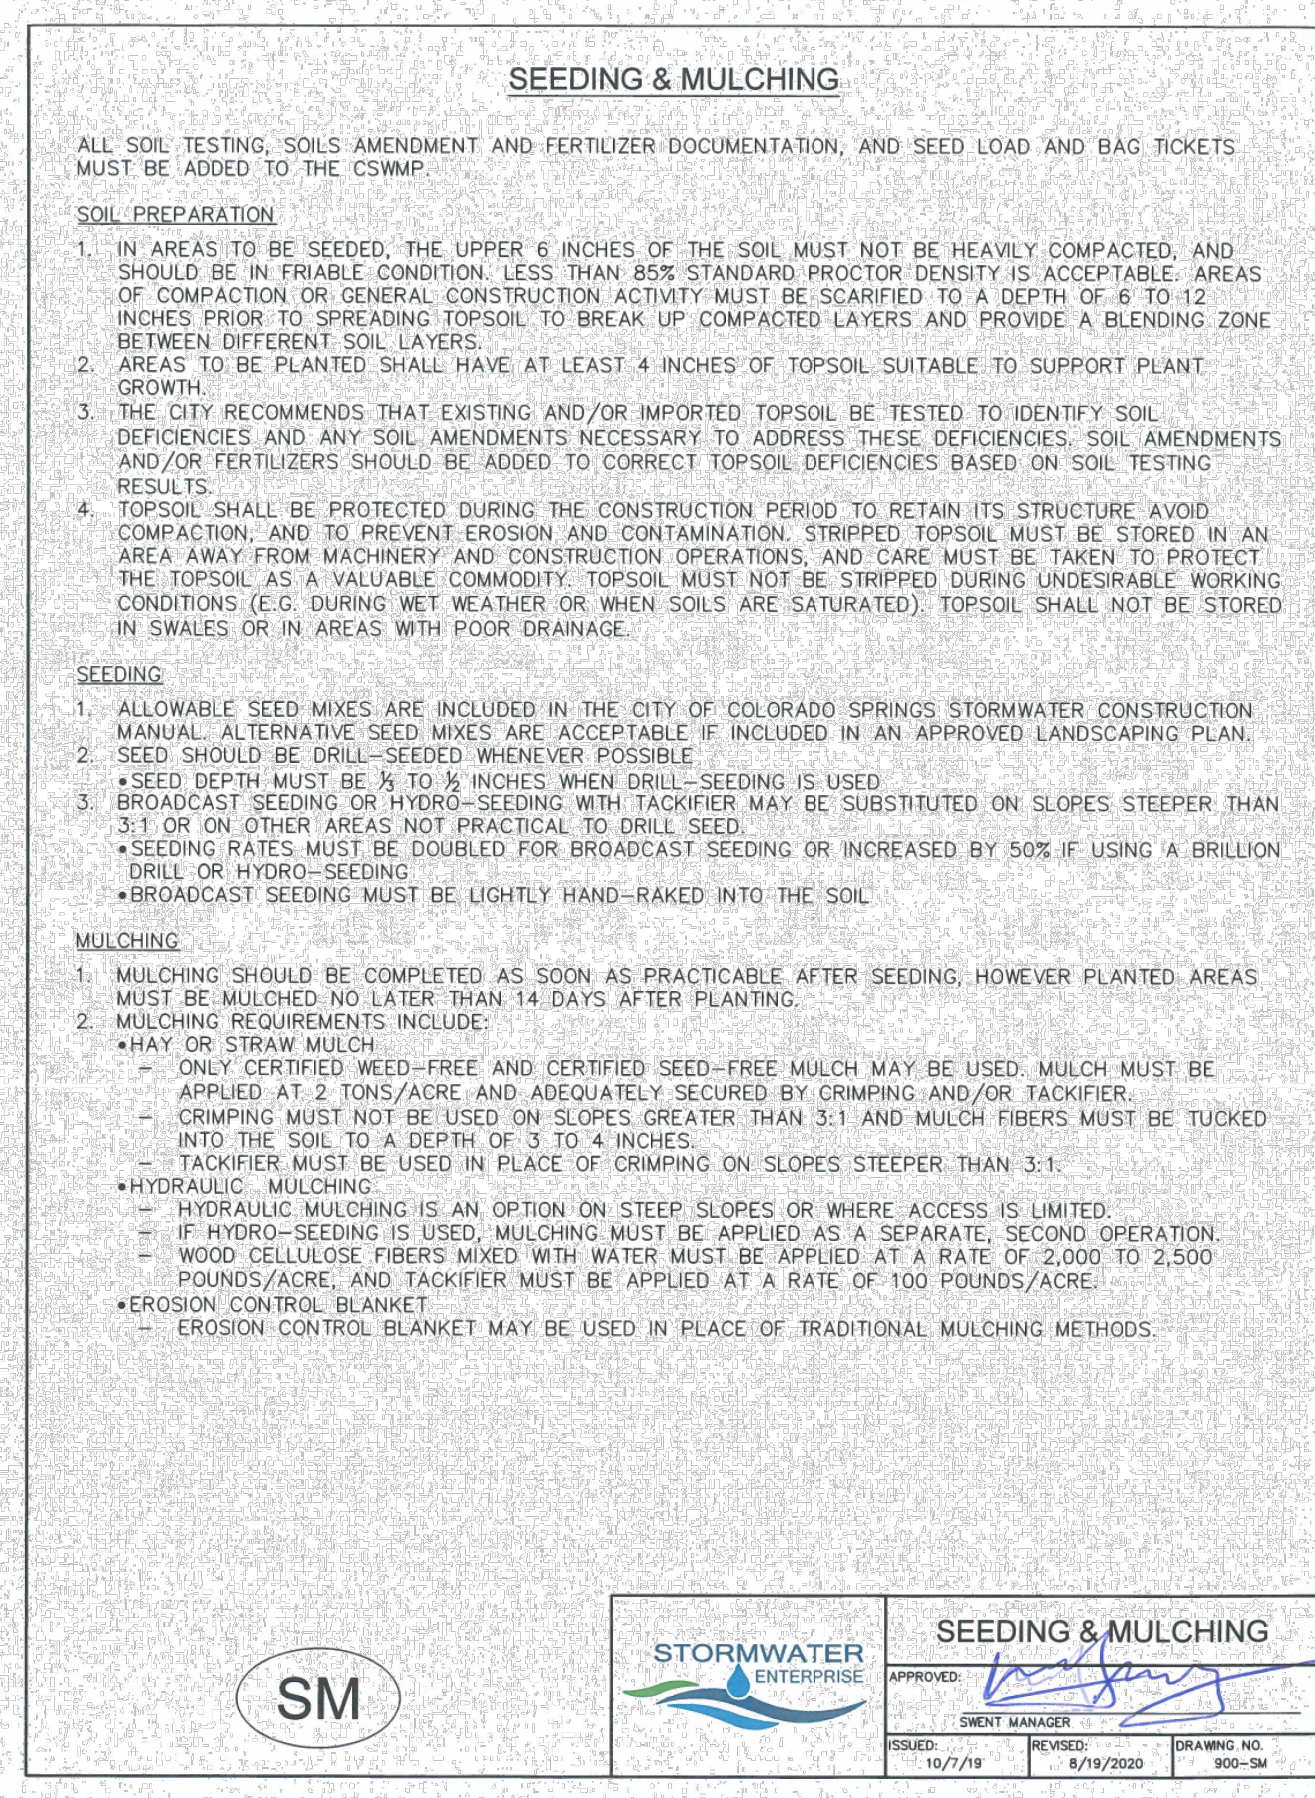 SEEDING & MULCHING
ALL SOIL TESTING, SOILS AMENDMENT AND FERTILIZER DOCUMENTATION, AND SEED LOAD AND BAG TICKETS
MUST BE ADDED TO THE CSWMP.
SOIL PREPARATION
1. IN AREAS TO BE SEEDED, THE UPPER 6 INCHES OF THE SOIL MUST NOT BE HEAVILY COMPACTED, AND
SHOULD BE IN FRIABLE CONDITION. LESS THAN 85% STANDARD PROCTOR DENSITY IS ACCEPTABLE. AREAS
OF COMPACTION OR GENERAL CONSTRUCTION ACTIVITY MUST BE SCARIFIED TO A DEPTH OF 6 TO 12
INCHES PRIOR TO SPREADING TOPSOIL TO BREAK UP COMPACTED LAYERS AND PROVIDE A BLENDING ZONE
BETWEEN DIFFERENT SOIL LAYERS.
2. AREAS TO BE PLANTED SHALL HAVE AT LEAST 4 INCHES OF TOPSOIL SUITABLE TO SUPPORT PLANT
GROWTH.
3. THE CITY RECOMMENDS THAT EXISTING AND/OR IMPORTED TOPSOIL BE TESTED TO IDENTIFY SOIL
DEFICIENCIES AND ANY SOIL AMENDMENTS NECESSARY TO ADDRESS THESE DEFICIENCIES. SOIL AMENDMENTS
AND/OR FERTILIZERS SHOULD BE ADDED TO CORRECT TOPSOIL DEFICIENCIES BASED ON SOIL TESTING
RESULTS.
4. TOPSOIL SHALL BE PROTECTED DURING THE CONSTRUCTION PERIOD TO RETAIN ITS STRUCTURE AVOID
COMPACTION, AND TO PREVENT EROSION AND CONTAMINATION. STRIPPED TOPSOIL MUST BE STORED IN AN
AREA AWAY FROM MACHINERY AND CONSTRUCTION OPERATIONS, AND CARE MUST BE TAKEN TO PROTECT
THE TOPSOIL AS A VALUABLE COMMODITY. TOPSOIL MUST NOT BE STRIPPED DURING UNDESIRABLE WORKING
CONDITIONS (E.G. DURING WET WEATHER OR WHEN SOILS ARE SATURATED). TOPSOIL SHALL NOT BE STORED
IN SWALES OR IN AREAS WITH POOR DRAINAGE.
SEEDING
1. ALLOWABLE SEED MIXES ARE INCLUDED IN THE CITY OF COLORADO SPRINGS STORMWATER CONSTRUCTION
MANUAL. ALTERNATIVE SEED MIXES ARE ACCEPTABLE IF INCLUDED IN AN APPROVED LANDSCAPING PLAN.
2. SEED SHOULD BE DRILL-SEEDED WHENEVER POSSIBLE
•SEED DEPTH MUST BE ⅓ TO ½ INCHES WHEN DRILL-SEEDING IS USED
3. BROADCAST SEEDING OR HYDRO-SEEDING WITH TACKIFIER MAY BE SUBSTITUTED ON SLOPES STEEPER THAN
3:1 OR ON OTHER AREAS NOT PRACTICAL TO DRILL SEED.
•SEEDING RATES MUST BE DOUBLED FOR BROADCAST SEEDING OR INCREASED BY 50% IF USING A BRILLION
DRILL OR HYDRO-SEEDING
•BROADCAST SEEDING MUST BE LIGHTLY HAND-RAKED INTO THE SOIL
MULCHING
1. MULCHING SHOULD BE COMPLETED AS SOON AS PRACTICABLE AFTER SEEDING, HOWEVER PLANTED AREAS
MUST BE MULCHED NO LATER THAN 14 DAYS AFTER PLANTING.
2. MULCHING REQUIREMENTS INCLUDE:
•HAY OR STRAW MULCH
– ONLY CERTIFIED WEED-FREE AND CERTIFIED SEED-FREE MULCH MAY BE USED. MULCH MUST BE
APPLIED AT 2 TONS/ACRE AND ADEQUATELY SECURED BY CRIMPING AND/OR TACKIFIER.
– CRIMPING MUST NOT BE USED ON SLOPES GREATER THAN 3:1 AND MULCH FIBERS MUST BE TUCKED
INTO THE SOIL TO A DEPTH OF 3 TO 4 INCHES.
– TACKIFIER MUST BE USED IN PLACE OF CRIMPING ON SLOPES STEEPER THAN 3:1.
•HYDRAULIC MULCHING
– HYDRAULIC MULCHING IS AN OPTION ON STEEP SLOPES OR WHERE ACCESS IS LIMITED.
– IF HYDRO-SEEDING IS USED, MULCHING MUST BE APPLIED AS A SEPARATE, SECOND OPERATION.
– WOOD CELLULOSE FIBERS MIXED WITH WATER MUST BE APPLIED AT A RATE OF 2,000 TO 2,500
POUNDS/ACRE, AND TACKIFIER MUST BE APPLIED AT A RATE OF 100 POUNDS/ACRE.
•EROSION CONTROL BLANKET
– EROSION CONTROL BLANKET MAY BE USED IN PLACE OF TRADITIONAL MULCHING METHODS.
SM
STORMWATER
ENTERPRISE
SEEDING & MULCHING
APPROVED:
SWENT MANAGER
ISSUED: 10/7/19
REVISED: 8/19/2020
DRAWING NO. 900-SM